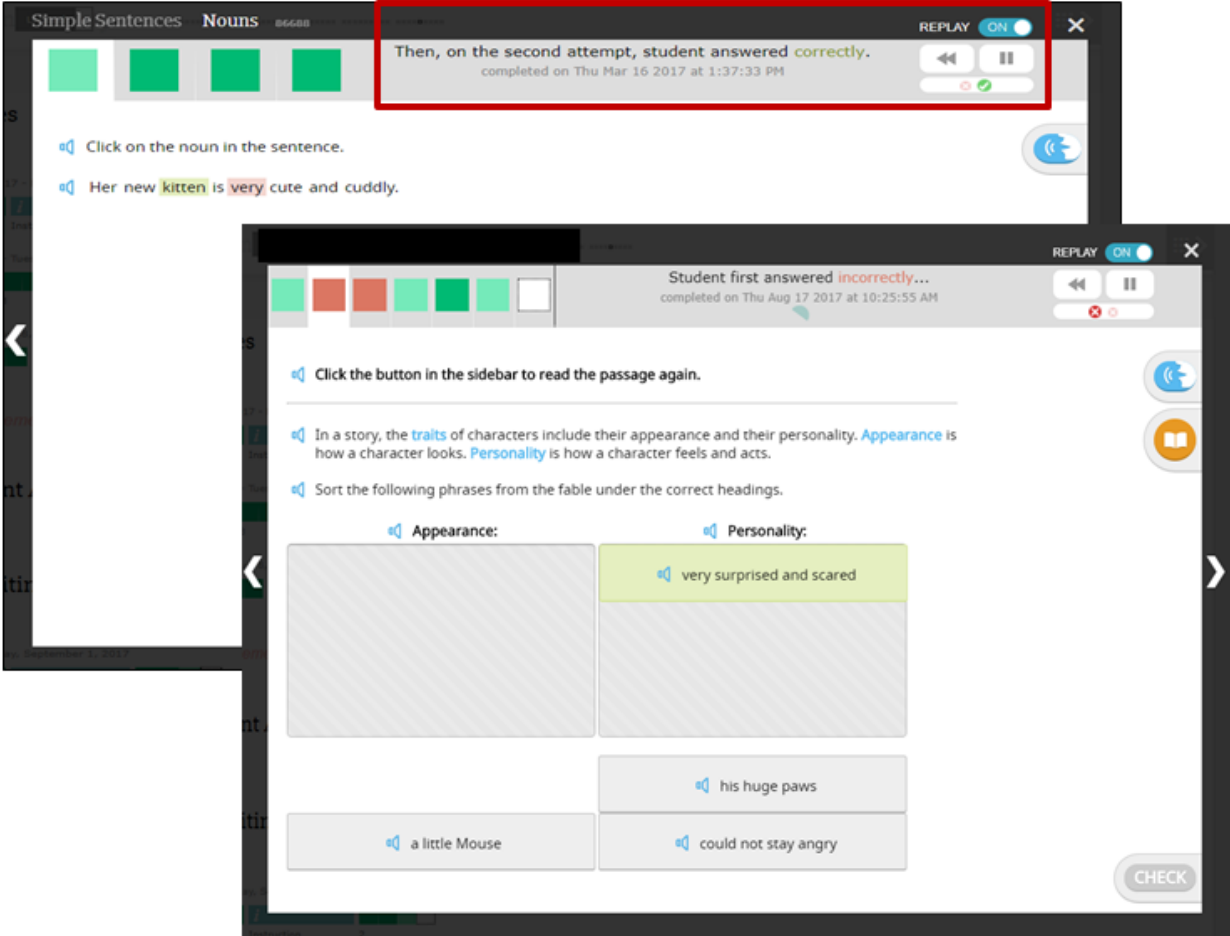 Simple Sentences Nouns 86688
REPLAY ON
Then, on the second attempt, student answered correctly.
completed on Thu Mar 16 2017 at 1:37:33 PM
Click on the noun in the sentence.
Her new kitten is very cute and cuddly.
REPLAY ON
Student first answered incorrectly...
completed on Thu Aug 17 2017 at 10:25:55 AM
Click the button in the sidebar to read the passage again.
In a story, the traits of characters include their appearance and their personality. Appearance is
how a character looks. Personality is how a character feels and acts.
Sort the following phrases from the fable under the correct headings.
Appearance: Personality:
very surprised and scared
his huge paws
a little Mouse could not stay angry
CHECK
September 1, 2017